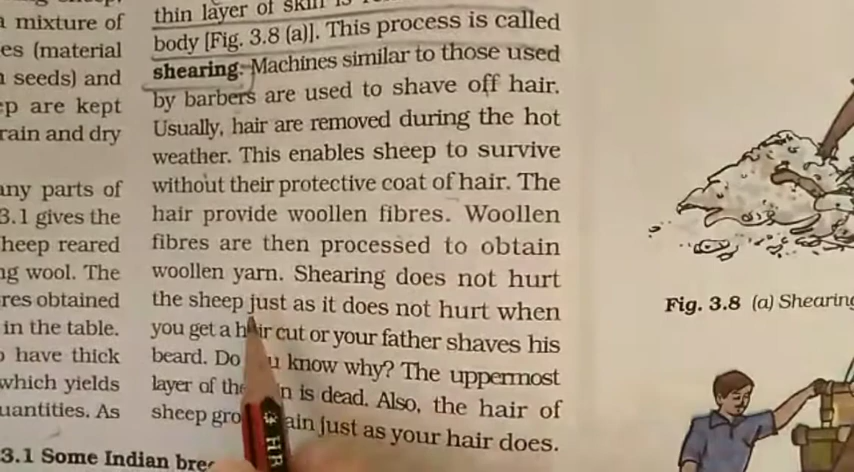 a mixture of
es (material
seeds) and
ep are kept
rain and dry
any parts of
3.1 gives the
heep reared
ng wool. The
res obtained
in the table.
have thick
which yields
uantities. As
3.1 Some Indian bre
thin layer of skin is
body [Fig. 3.8 (a)]. This process is called
shearing. Machines similar to those used
by barbers are used to shave off hair.
Usually, hair are removed during the hot
weather. This enables sheep to survive
without their protective coat of hair. The
hair provide woollen fibres. Woollen
fibres are then processed to obtain
woollen yarn. Shearing does not hurt
the sheep just as it does not hurt when
you get a hair cut or your father shaves his
beard. Do you know why? The uppermost
layer of the is dead. Also, the hair of
sheep gro ain just as your hair does.
Fig. 3.8 (a) Shearing
HB